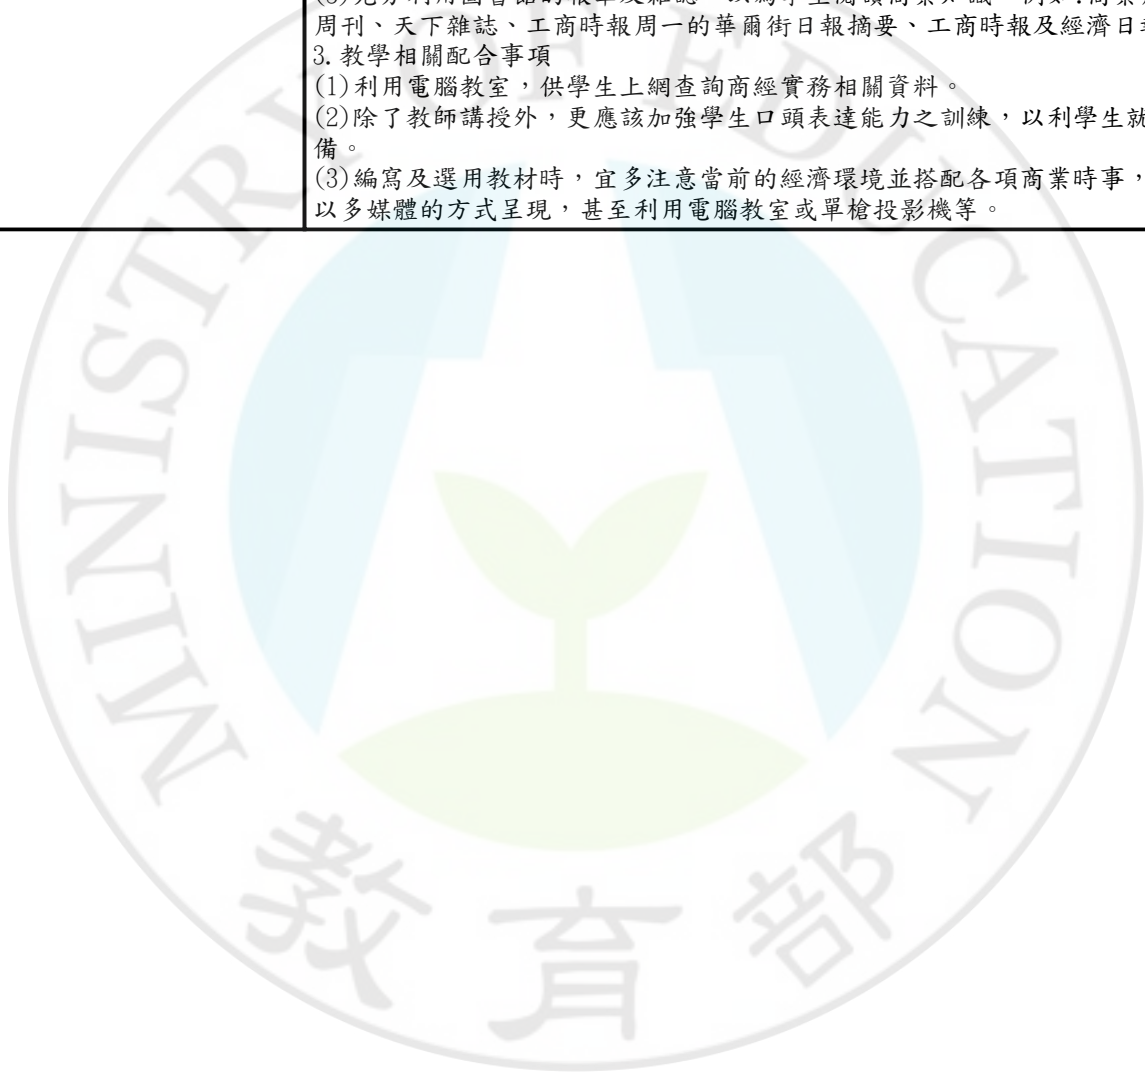 周刊、天下雜誌、工商時報周一的華爾街日報摘要、工商時報及經濟日
3.教學相關配合事項
(1)利用電腦教室，供學生上網查詢商經實務相關資料。
(2)除了教師講授外，更應該加強學生口頭表達能力之訓練，以利學生就
備。
(3)編寫及選用教材時，宜多注意當前的經濟環境並搭配各項商業時事，
以多媒體的方式呈現，甚至利用電腦教室或單槍投影機等。
MINISTRY OF EDUCATION
教育部